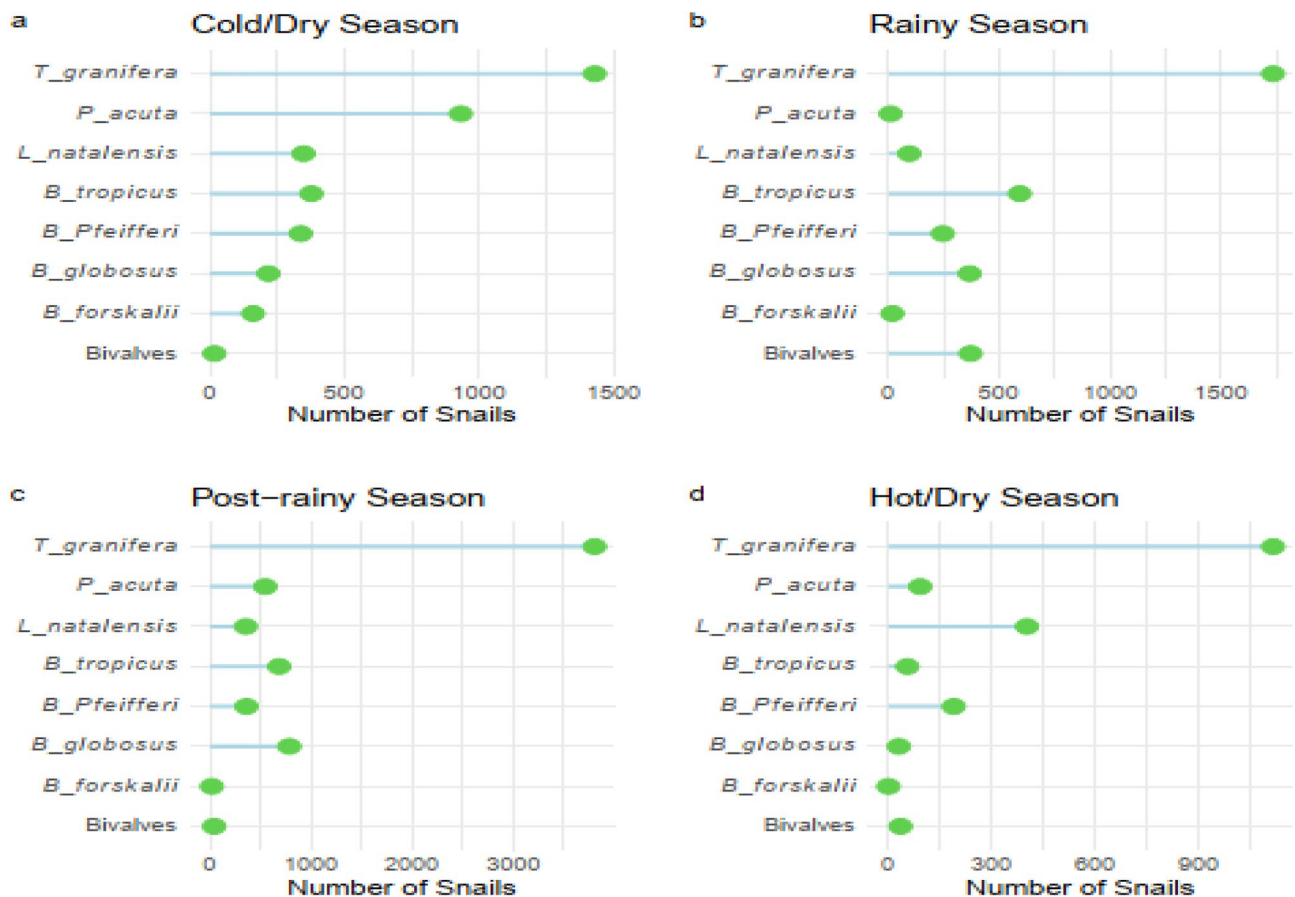 a Cold/Dry Season
T_granifera
P_acuta
L_natalensis
B_tropicus
B_Pfeifferi
B_globosus
B_forskalii
Bivalves
0 500 1000 1500
Number of Snails
b Rainy Season
T_granifera
P_acuta
L_natalensis
B_tropicus
B_Pfeifferi
B_globosus
B_forskalii
Bivalves
0 500 1000 1500
Number of Snails
c Post-rainy Season
T_granifera
P_acuta
L_natalensis
B_tropicus
B_Pfeifferi
B_globosus
B_forskalii
Bivalves
0 1000 2000 3000
Number of Snails
d Hot/Dry Season
T_granifera
P_acuta
L_natalensis
B_tropicus
B_Pfeifferi
B_globosus
B_forskalii
Bivalves
0 300 600 900
Number of Snails